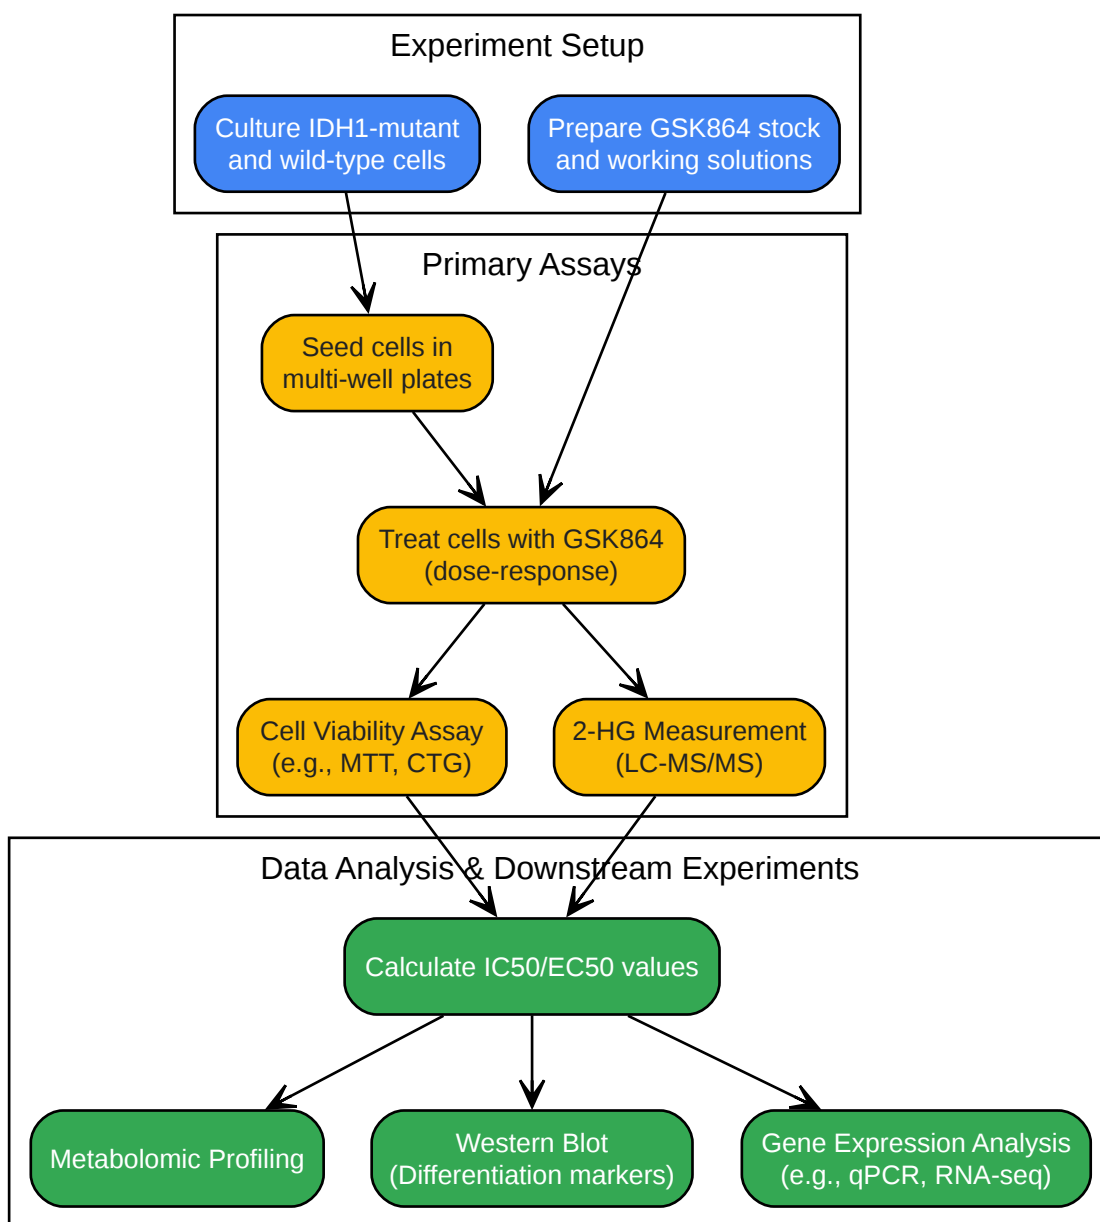 Experiment Setup
Culture IDH1-mutant
and wild-type cells
Prepare GSK864 stock
and working solutions
Primary Assays
Seed cells in
multi-well plates
Treat cells with GSK864
(dose-response)
Cell Viability Assay
(e.g., MTT, CTG)
2-HG Measurement
(LC-MS/MS)
Data Analysis & Downstream Experiments
Calculate IC50/EC50 values
Metabolomic Profiling
Western Blot
(Differentiation markers)
Gene Expression Analysis
(e.g., qPCR, RNA-seq)